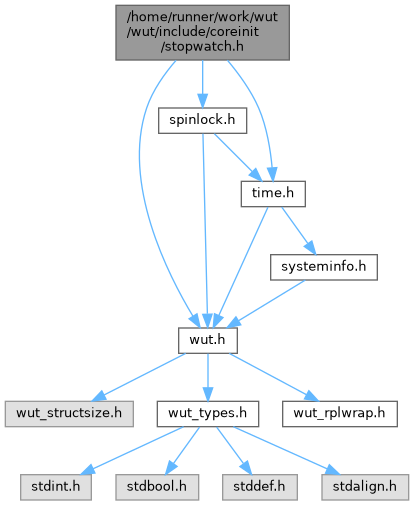 /home/runner/work/wut
/wut/include/coreinit
/stopwatch.h
spinlock.h
time.h
systeminfo.h
wut.h
wut_structsize.h
wut_types.h
wut_rplwrap.h
stdint.h
stdbool.h
stddef.h
stdalign.h